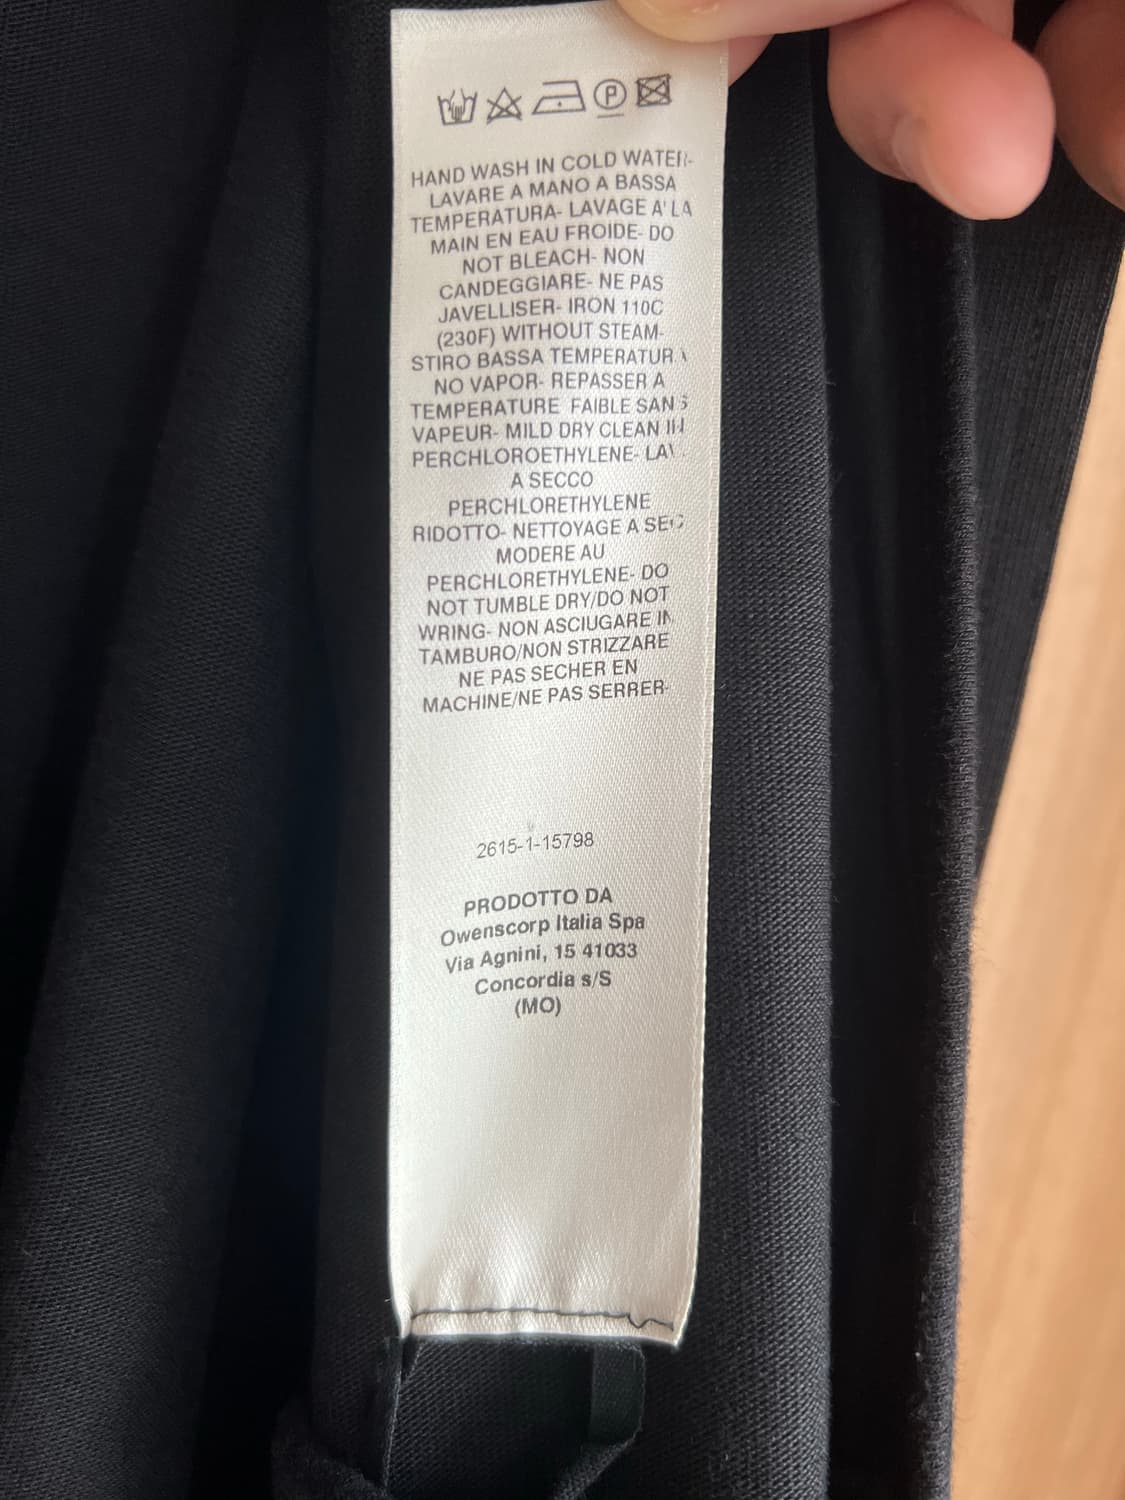 P
HAND WASH IN COLD WATER-
LAVARE A MANO A BASSA
TEMPERATURA- LAVAGE A' LA
MAIN EN EAU FROIDE- DO
NOT BLEACH- NON
CANDEGGIARE- NE PAS
JAVELLISER- IRON 110C
(230F) WITHOUT STEAM-
STIRO BASSA TEMPERATURA
NO VAPOR- REPASSER A
TEMPERATURE FAIBLE SANS
VAPEUR- MILD DRY CLEAN IN
PERCHLOROETHYLENE-
A SECCO
PERCHLORETHYLENE
RIDOTTO- NETTOYAGE A SEC
MODERE AU
PERCHLORETHYLENE- DO
NOT TUMBLE DRY/DO NOT
WRING- NON ASCIUGARE IN
TAMBURO/NON STRIZZARE
NE PAS SECHER EN
MACHINE/NE PAS SERRER-
2615-1-15798
PRODOTTO DA
Owenscorp Italia Spa
Via Agnini, 15 41033
Concordia s/S
(MO)